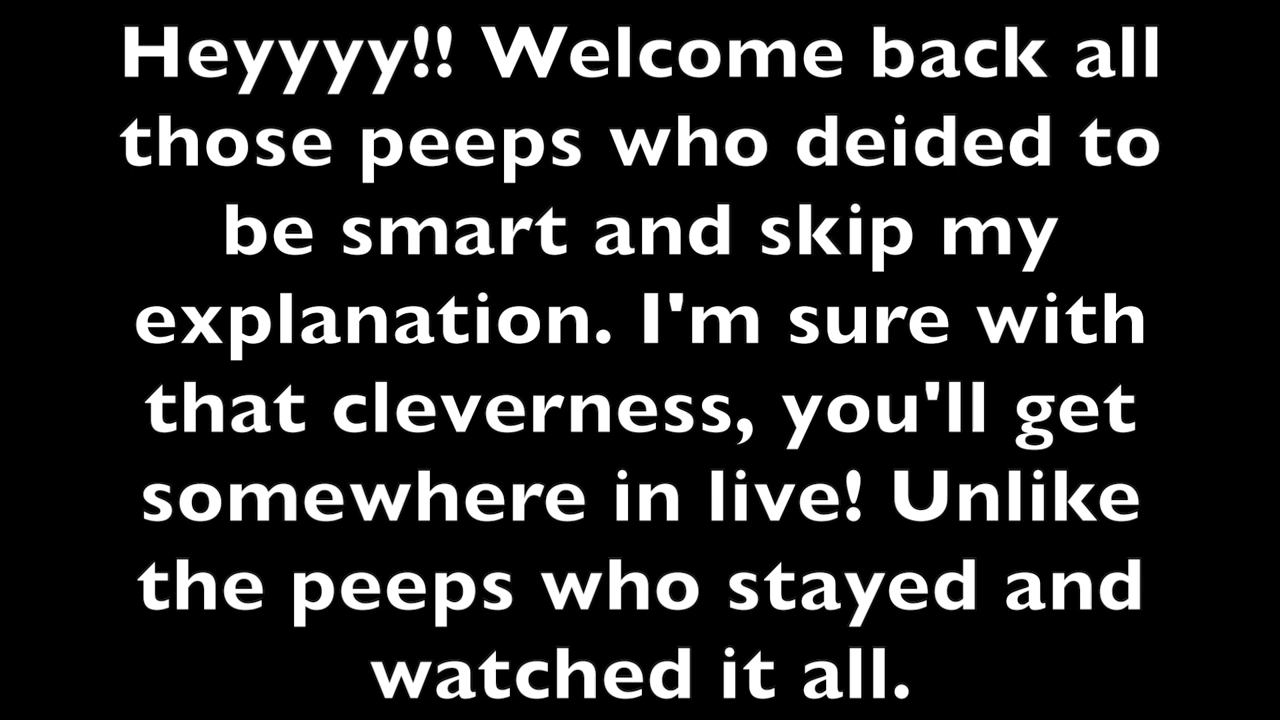 Heyyyy!! Welcome back all
those peeps who deided to
be smart and skip my
explanation. I'm sure with
that cleverness, you'll get
somewhere in live! Unlike
the peeps who stayed and
watched it all.